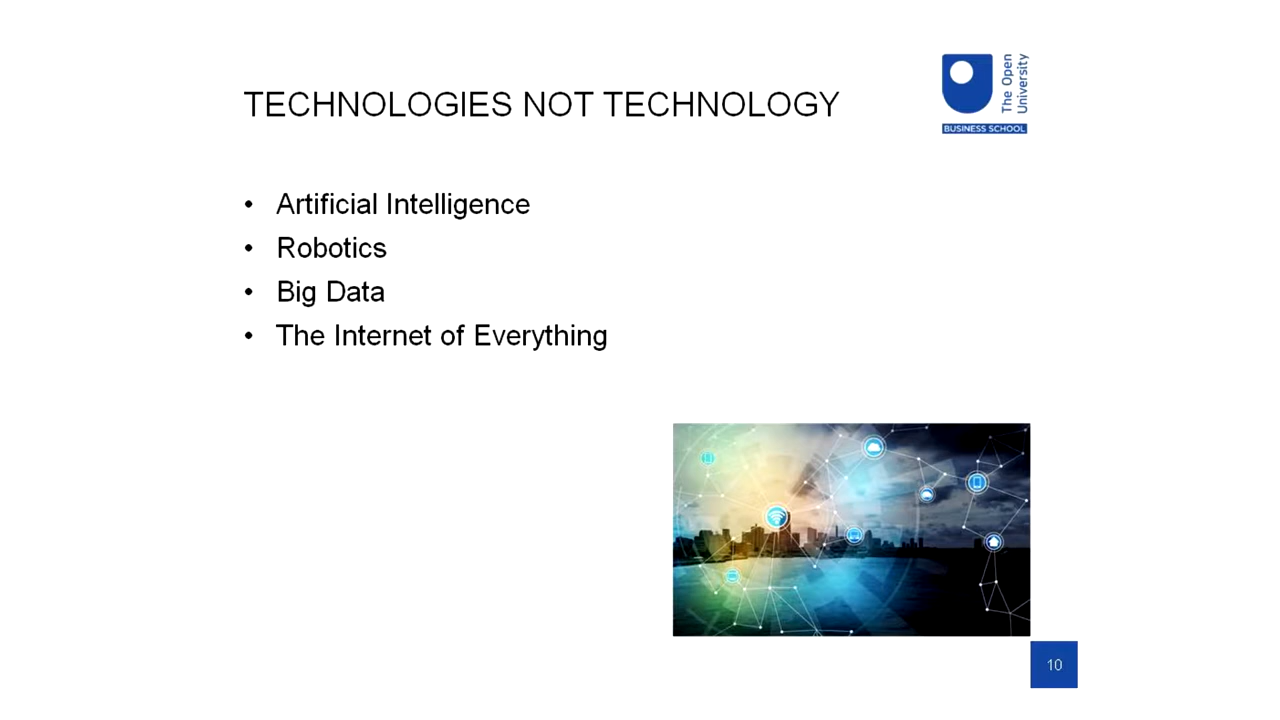 TECHNOLOGIES NOT TECHNOLOGY
The Open
University
BUSINESS SCHOOL
• Artificial Intelligence
• Robotics
• Big Data
• The Internet of Everything
10